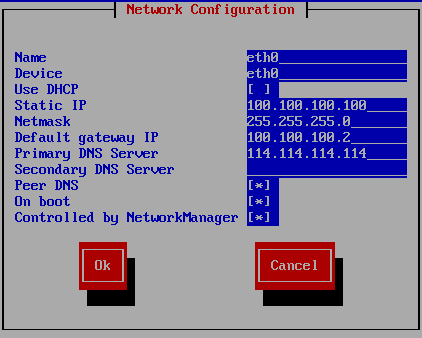 Network Configuration
Name eth0
Device eth0
Use DHCP [ ]
Static IP 100.100.100.100
Netmask 255.255.255.0
Default gateway IP 100.100.100.2
Primary DNS Server 114.114.114.114
Secondary DNS Server
Peer DNS [*]
On boot [*]
Controlled by NetworkManager [*]
Ok Cancel